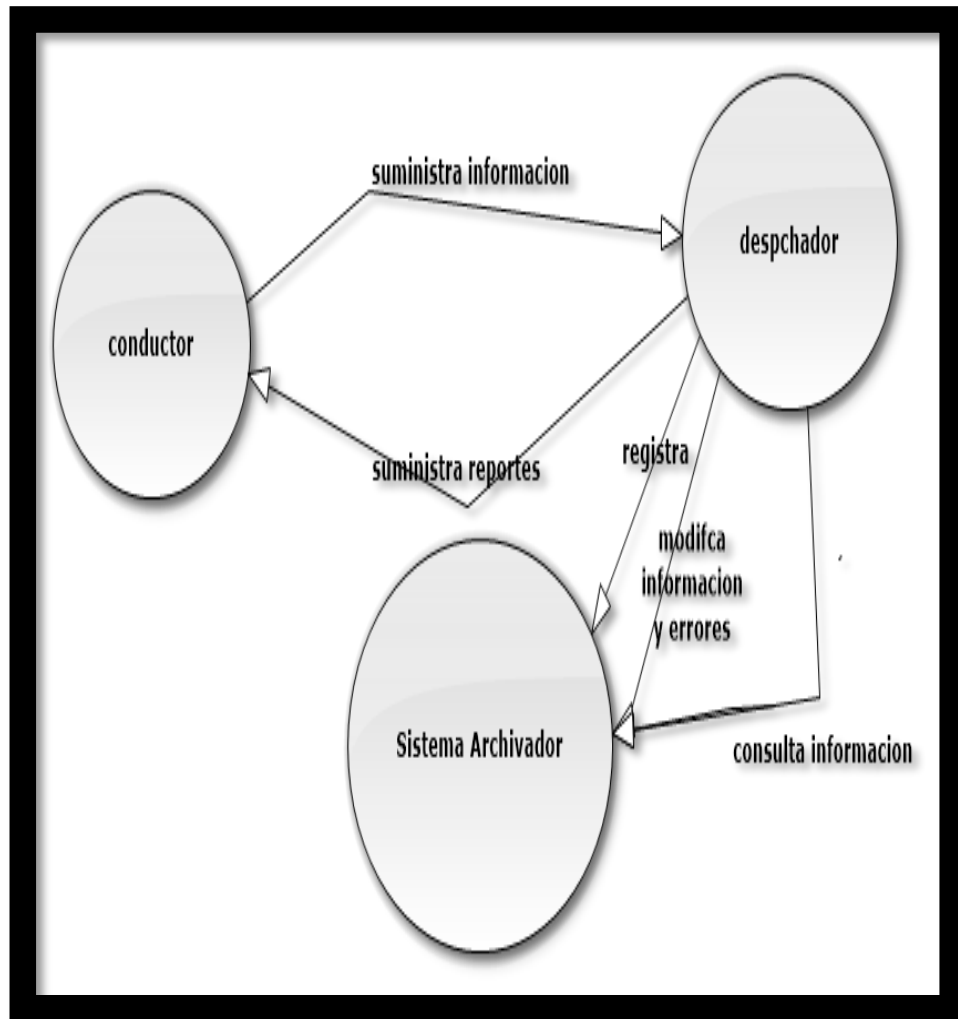 suministra informacion
despchador
conductor
suministra reportes
registra
modifca
informacion
y errores
Sistema Archivador
consulta informacion